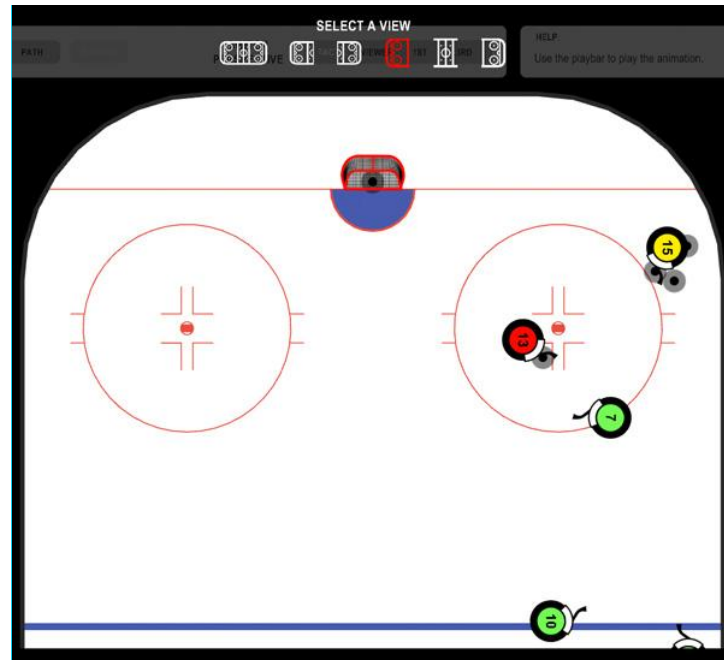 SELECT A VIEW
HELP
PATH
Use the playbar to play the animation.
15
13
7
10